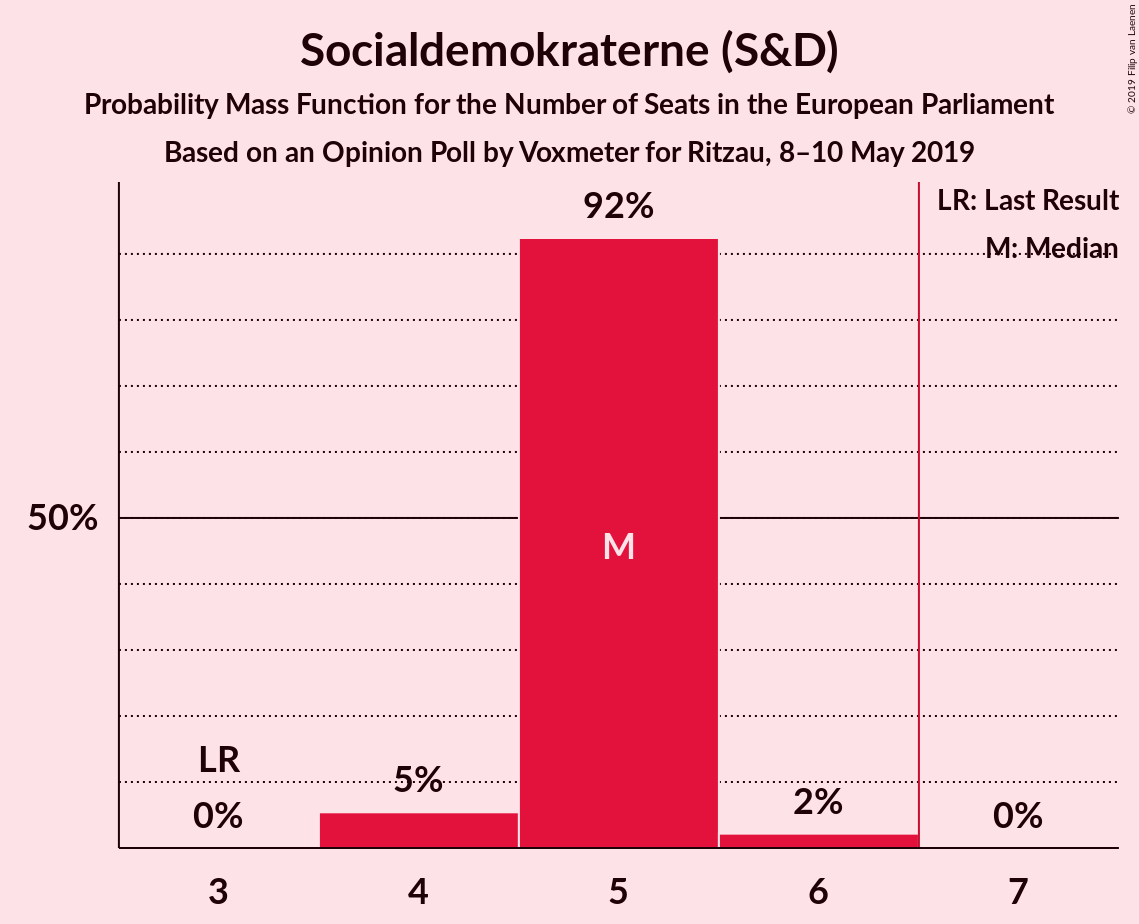 Socialdemokraterne (S&D)
Probability Mass Function for the Number of Seats in the European Parliament
Based on an Opinion Poll by Voxmeter for Ritzau, 8–10 May 2019
© 2019 Filip van Laenen
LR: Last Result
M: Median
92%
50%
M
LR
0%
5%
2%
0%
3
4
5
6
7